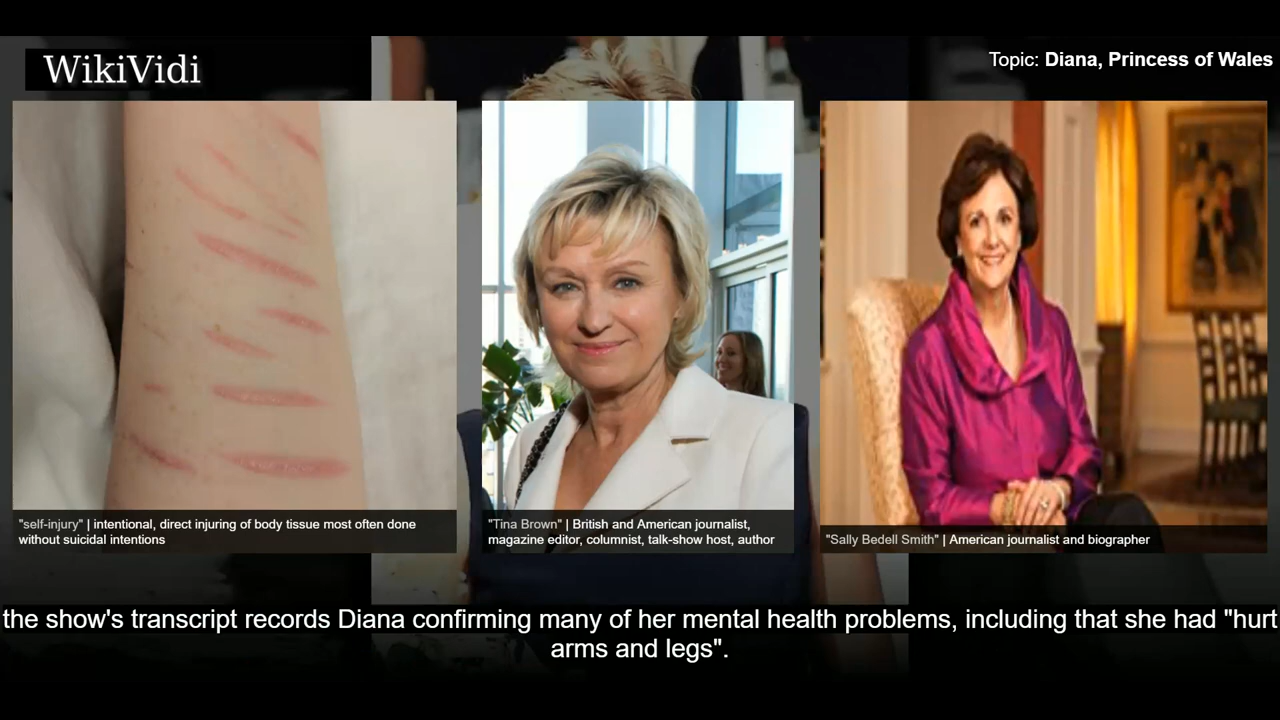 WikiVidi
Topic: Diana, Princess of Wales
"self-injury" | intentional, direct injuring of body tissue most often done
without suicidal intentions
"Tina Brown" | British and American journalist,
magazine editor, columnist, talk-show host, author
"Sally Bedell Smith" | American journalist and biographer
the show's transcript records Diana confirming many of her mental health problems, including that she had "hurt
arms and legs".